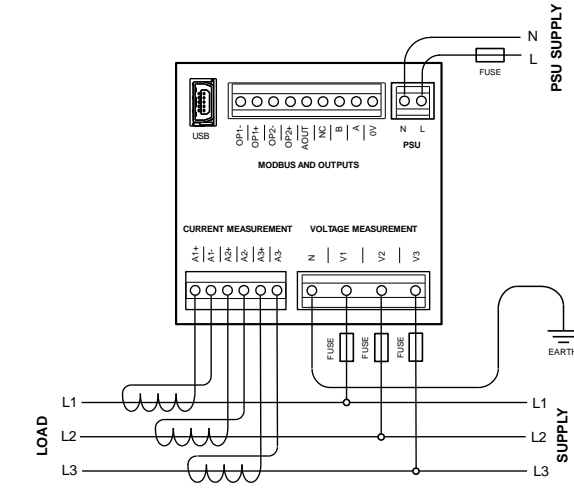 N
L
PSU SUPPLY
FUSE
USB
OP1-
OP1+
OP2-
OP2+
AOUT
NC
B
A
0V
N L
PSU
MODBUS AND OUTPUTS
CURRENT MEASUREMENT
VOLTAGE MEASUREMENT
A1+
A1-
A2+
A2-
A3+
A3-
N
V1
V2
V3
FUSE
FUSE
FUSE
EARTH
LOAD
L1
L2
L3
L1
L2
L3
SUPPLY